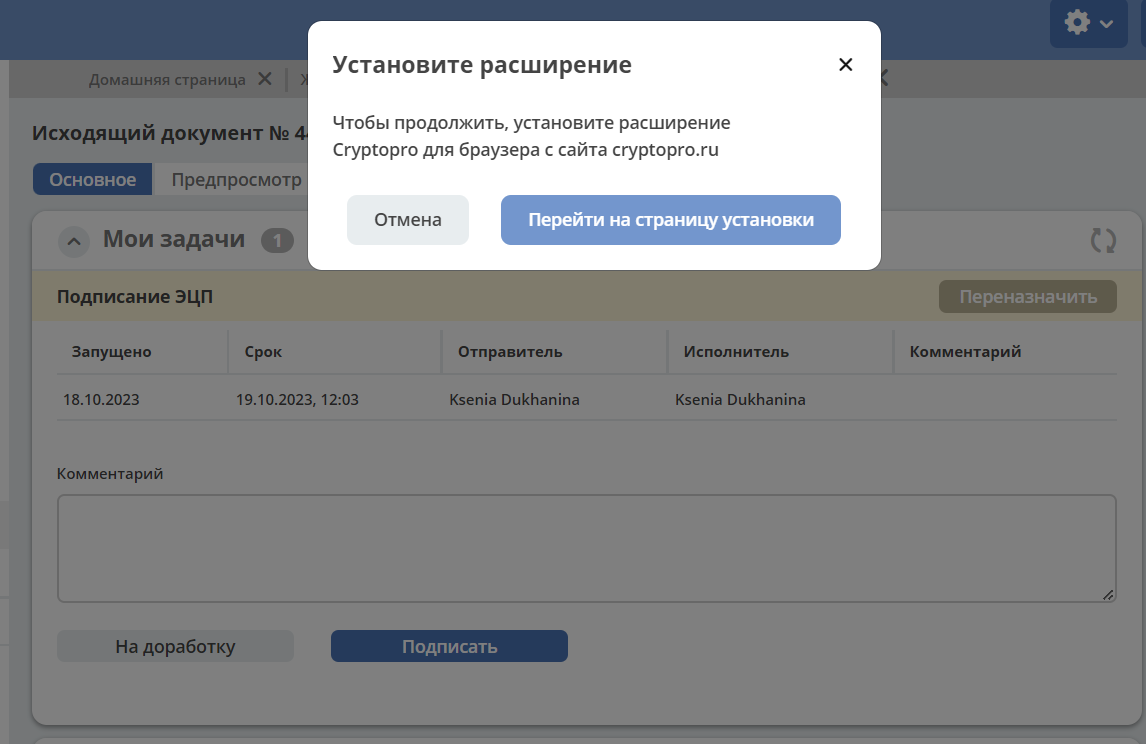 Установите расширение
Чтобы продолжить, установите расширение
Cryptopro для браузера с сайта cryptopro.ru
Отмена
Перейти на страницу установки
Домашняя страница
Исходящий документ №
Основное
Предпросмотр
Мои задачи 1
Подписание ЭЦП
Переназначить
Запущено Срок Отправитель Исполнитель Комментарий
18.10.2023 19.10.2023, 12:03 Ksenia Dukhanina Ksenia Dukhanina
Комментарий
На доработку
Подписать